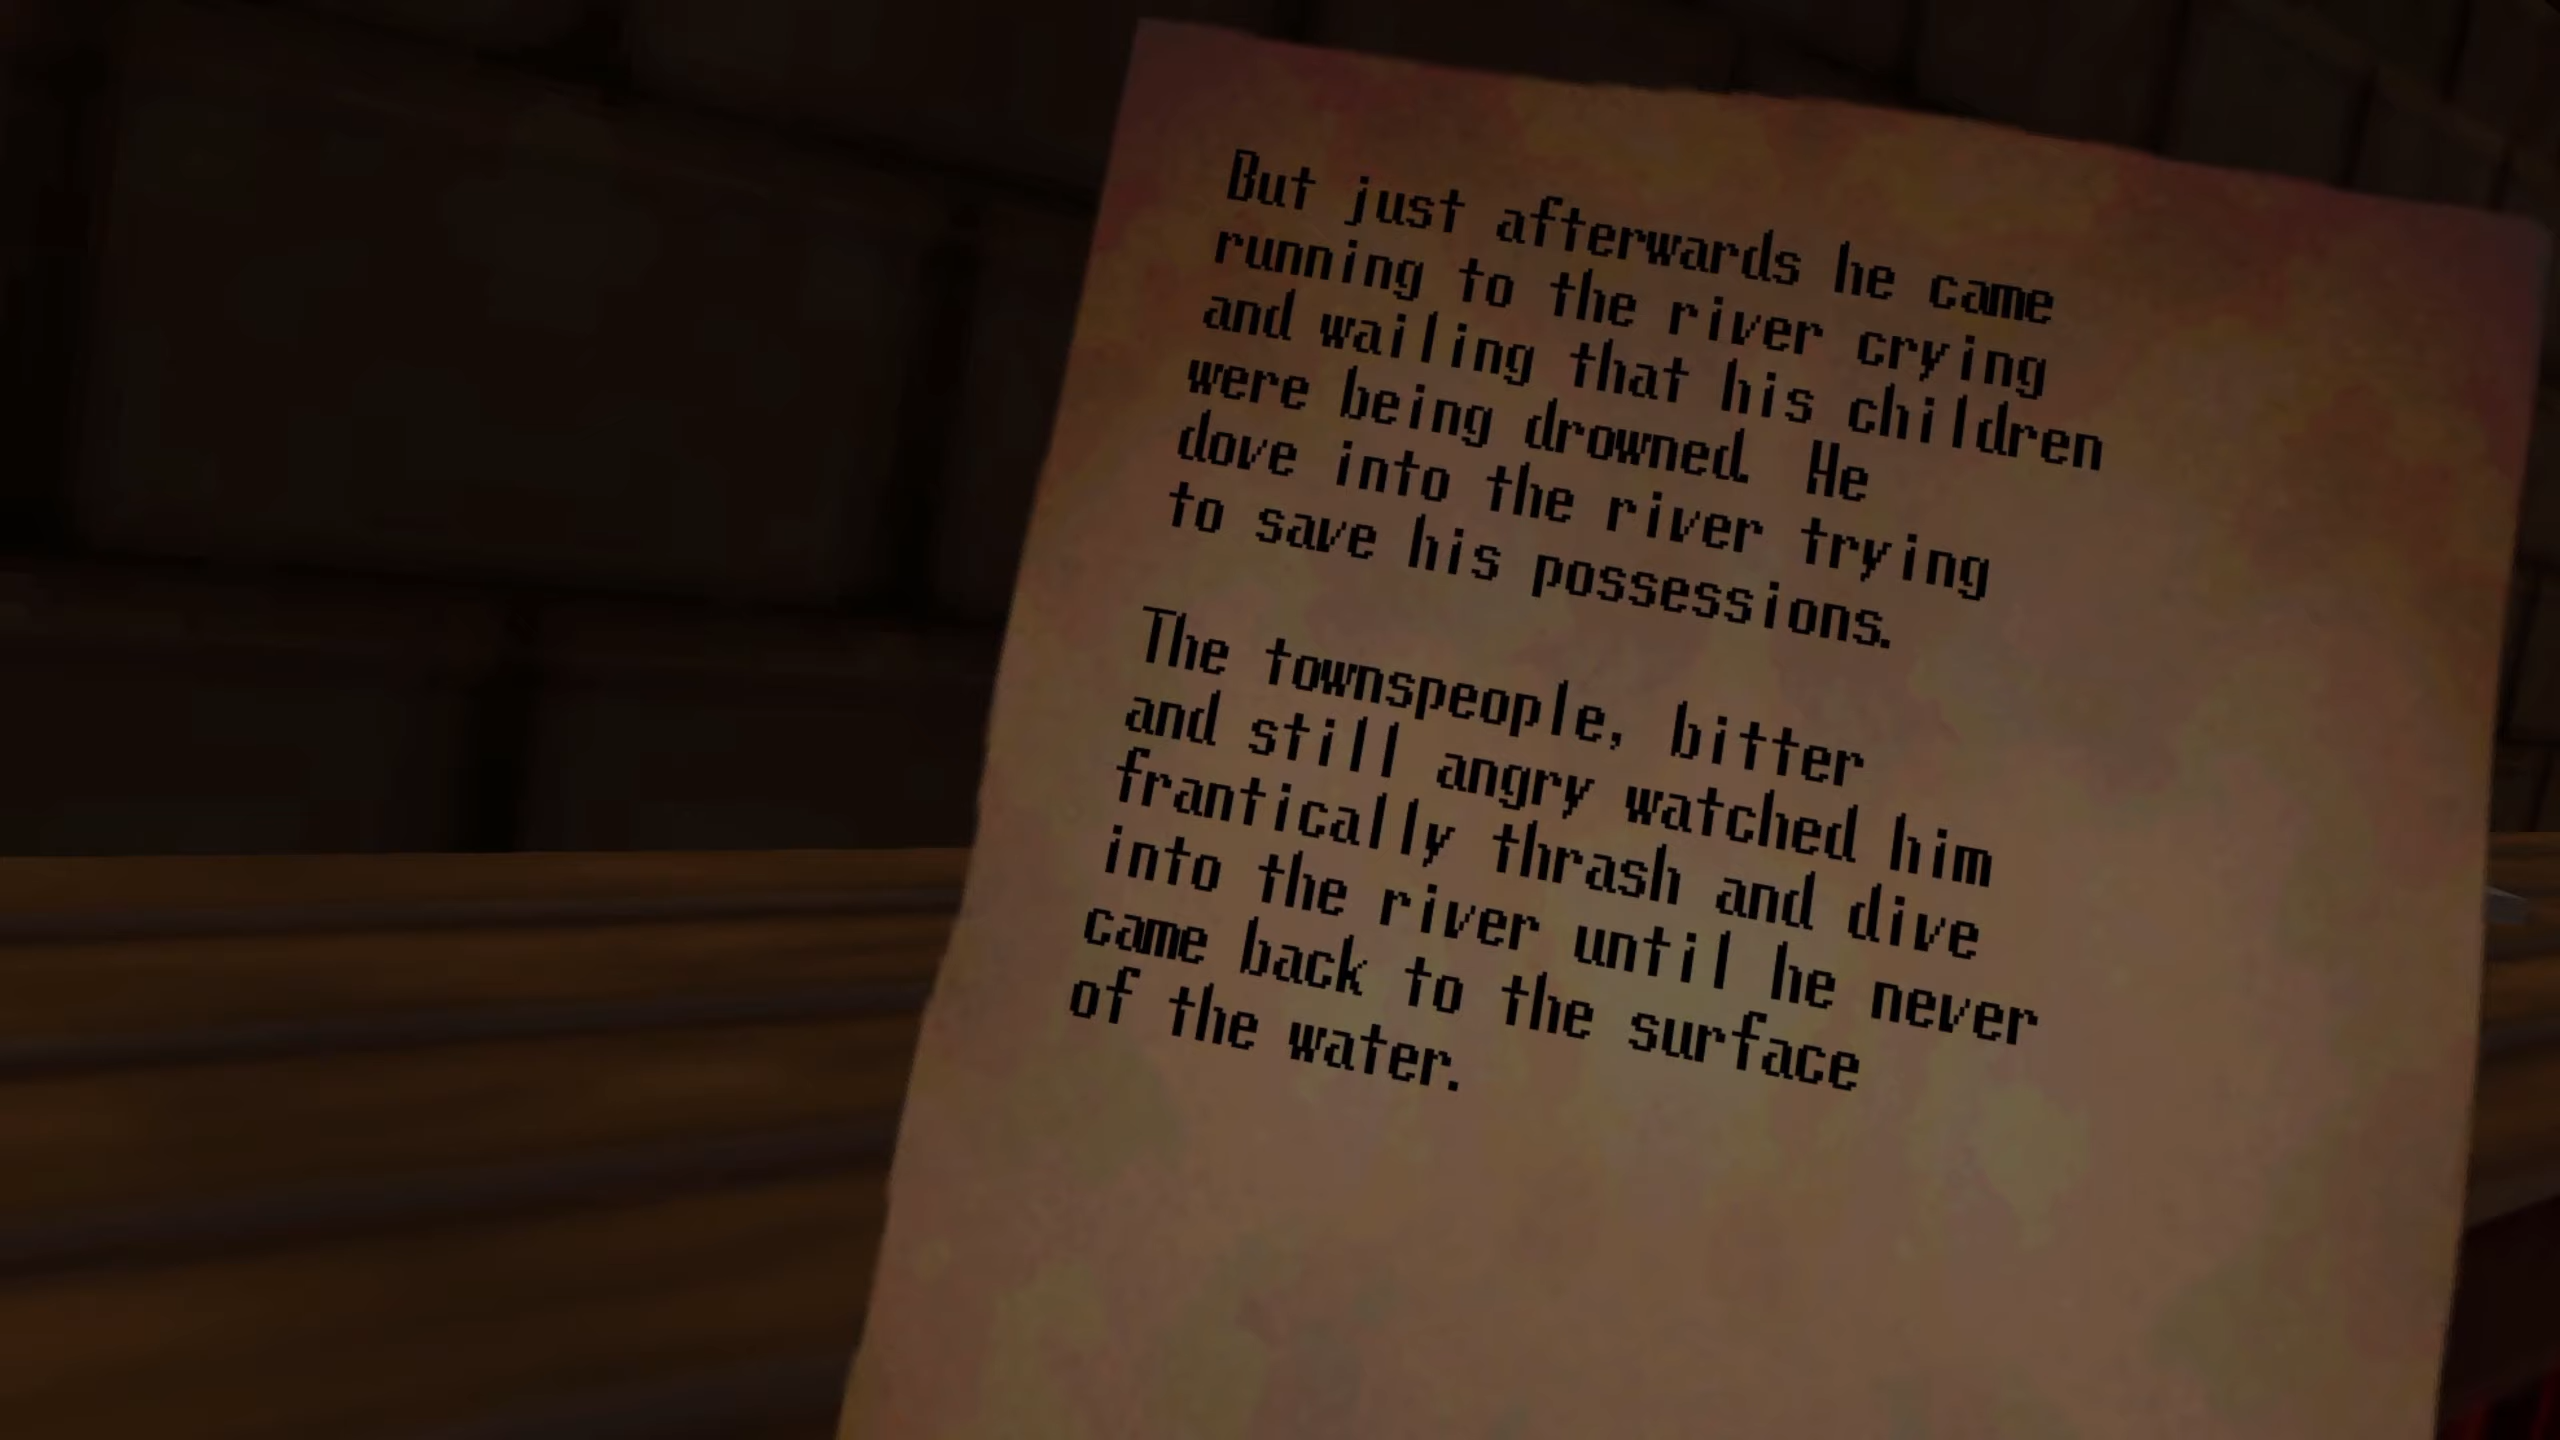 But just afterwards he came
running to the river crying
and wailing that his children
were being drowned.  He
dove into the river trying
to save his possessions.
The townspeople, bitter
and still angry watched him
frantically thrash and dive
into the river until he never
came back to the surface
of the water.